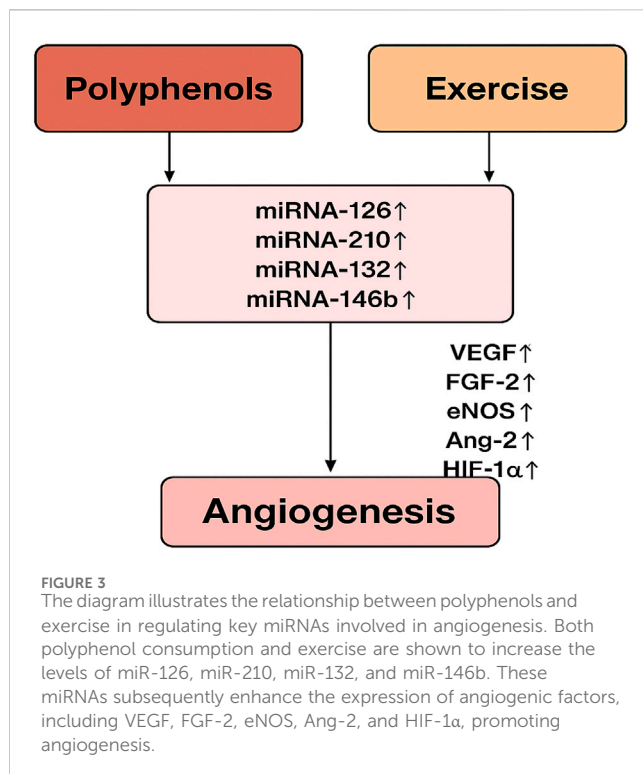 Polyphenols
Exercise
miRNA-126↑
miRNA-210↑
miRNA-132↑
miRNA-146b↑
VEGF↑
FGF-2↑
eNOS↑
Ang-2↑
HIF-1α↑
Angiogenesis
FIGURE 3
The diagram illustrates the relationship between polyphenols and
exercise in regulating key miRNAs involved in angiogenesis. Both
polyphenol consumption and exercise are shown to increase the
levels of miR-126, miR-210, miR-132, and miR-146b. These
miRNAs subsequently enhance the expression of angiogenic factors,
including VEGF, FGF-2, eNOS, Ang-2, and HIF-1α, promoting
angiogenesis.